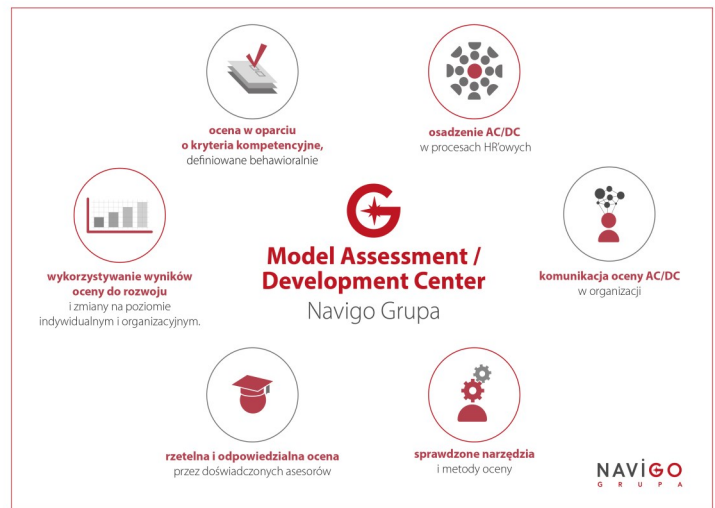 ocena w oparciu
o kryteria kompetencyjne,
definiowane behawioralnie
osadzenie AC/DC
w procesach HR'owych
wykorzystywanie wyników
oceny do rozwoju
i zmiany na poziomie
indywidualnym i organizacyjnym.
Model Assessment /
Development Center
Navigo Grupa
komunikacja oceny AC/DC
w organizacji
rzetelna i odpowiedzialna ocena
przez doświadczonych asesorów
sprawdzone narzędzia
i metody oceny
NAVIGO
GRUPA